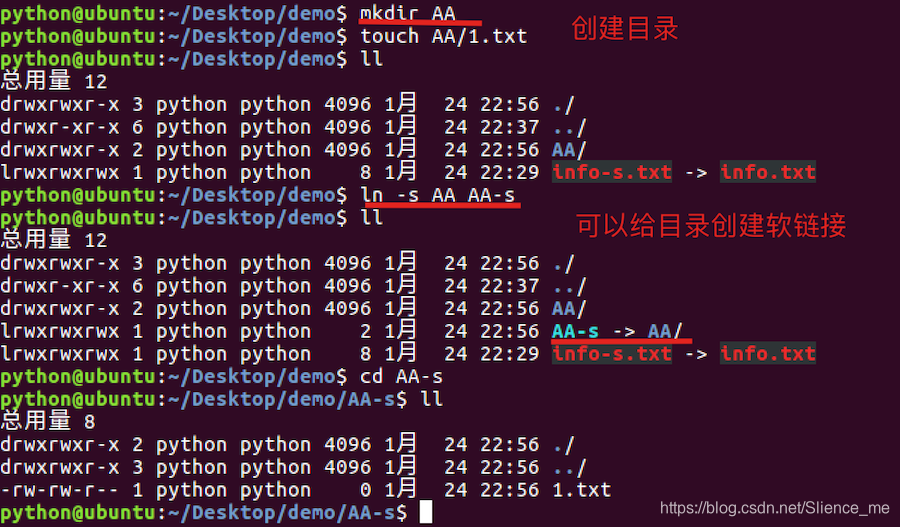 python@ubuntu:~/Desktop/demo$ mkdir AA
创建目录
python@ubuntu:~/Desktop/demo$ touch AA/1.txt
python@ubuntu:~/Desktop/demo$ ll
总用量 12
drwxrwxr-x 3 python python 4096 1月  24 22:56 ./
drwxr-xr-x 6 python python 4096 1月  24 22:37 ../
drwxrwxr-x 2 python python 4096 1月  24 22:56 AA/
lrwxrwxrwx 1 python python    8 1月  24 22:29 info-s.txt -> info.txt
python@ubuntu:~/Desktop/demo$ ln -s AA AA-s
python@ubuntu:~/Desktop/demo$ ll
可以给目录创建软链接
总用量 12
drwxrwxr-x 3 python python 4096 1月  24 22:56 ./
drwxr-xr-x 6 python python 4096 1月  24 22:37 ../
drwxrwxr-x 2 python python 4096 1月  24 22:56 AA/
lrwxrwxrwx 1 python python    2 1月  24 22:56 AA-s -> AA/
lrwxrwxrwx 1 python python    8 1月  24 22:29 info-s.txt -> info.txt
python@ubuntu:~/Desktop/demo$ cd AA-s
python@ubuntu:~/Desktop/demo/AA-s$ ll
总用量 8
drwxrwxr-x 2 python python 4096 1月  24 22:56 ./
drwxrwxr-x 3 python python 4096 1月  24 22:56 ../
-rw-rw-r-- 1 python python    0 1月  24 22:56 1.txt
python@ubuntu:~/Desktop/demo/AA-s$
https://blog.csdn.net/Slience_me